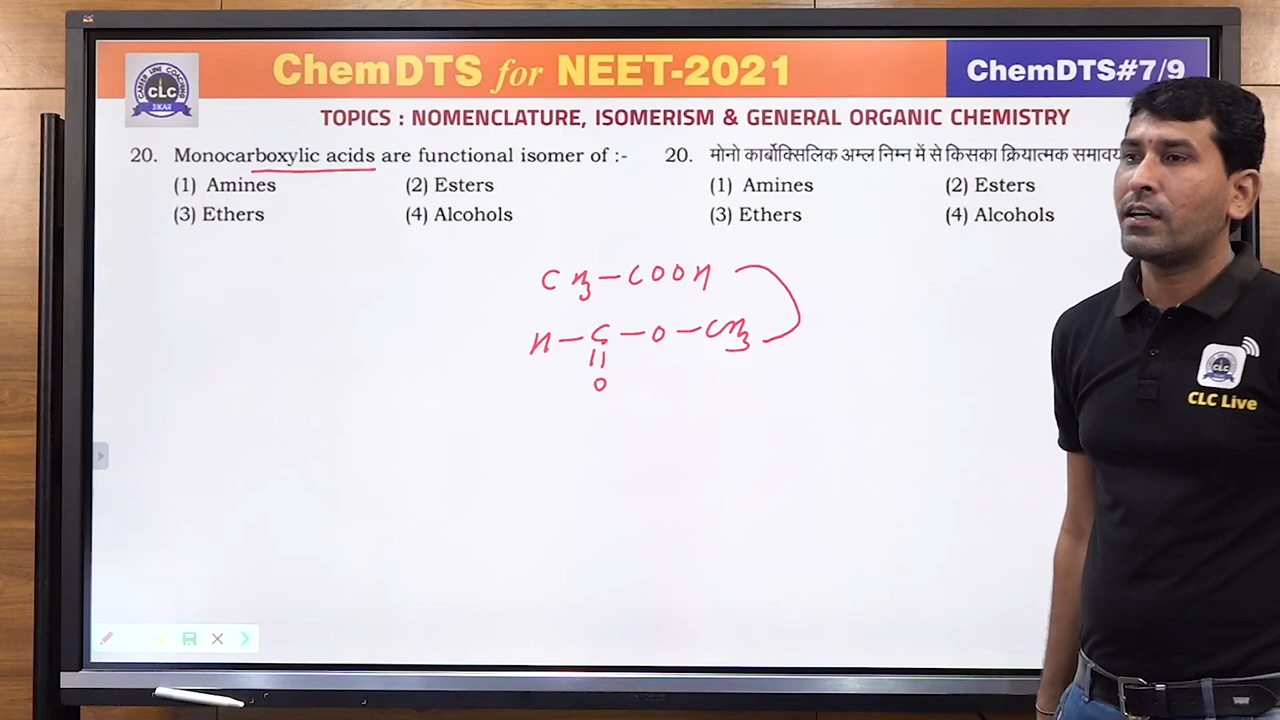 ChemDTS for NEET-2021
ChemDTS#7/9
CLC
SIKAR
TOPICS : NOMENCLATURE, ISOMERISM & GENERAL ORGANIC CHEMISTRY
20. Monocarboxylic acids are functional isomer of :-
(1) Amines (2) Esters
(3) Ethers (4) Alcohols
20. मोनो कार्बोक्सिलिक अम्ल निम्न में से किसका क्रियात्मक
(1) Amines (2) Esters
(3) Ethers (4) Alcohols
CH3-COOH
H-C-O-CH3
||
O
CLC
CLC Live